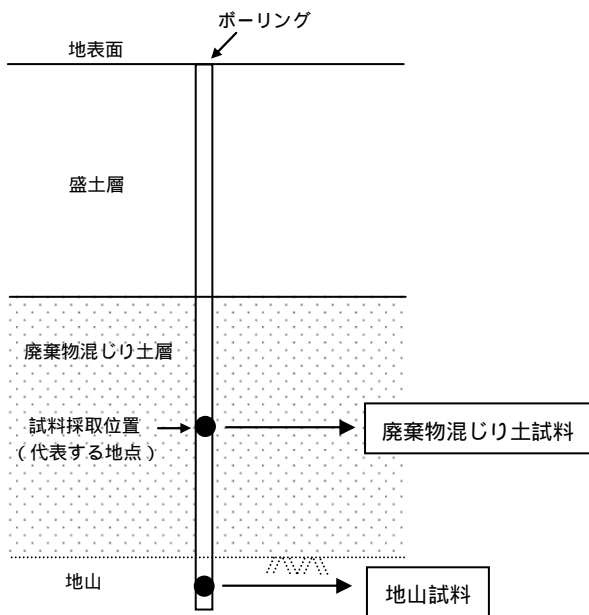 ボーリング
地表面
盛土層
廃棄物混じり土層
試料採取位置
（代表する地点）
廃棄物混じり土試料
地山
地山試料